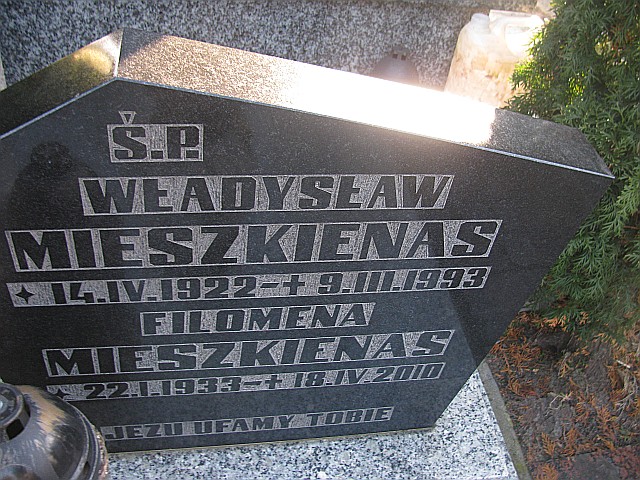 Ś.P.
WŁADYSŁAW
MIESZKIENAS
✦ 14.IV.1922 – + 9.III.1993
FILOMENA
MIESZKIENAS
✦ 22.I.1933 – + 18.IV.2010
JEZU UFAMY TOBIE